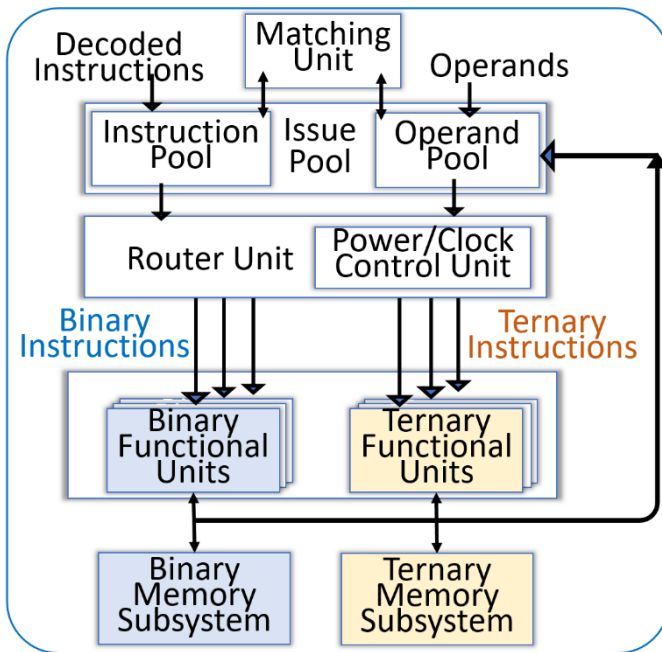 Decoded
Instructions
Matching
Unit
Operands
Instruction
Pool
Issue
Pool
Operand
Pool
Router Unit
Power/Clock
Control Unit
Binary
Instructions
Ternary
Instructions
Binary
Functional
Units
Ternary
Functional
Units
Binary
Memory
Subsystem
Ternary
Memory
Subsystem